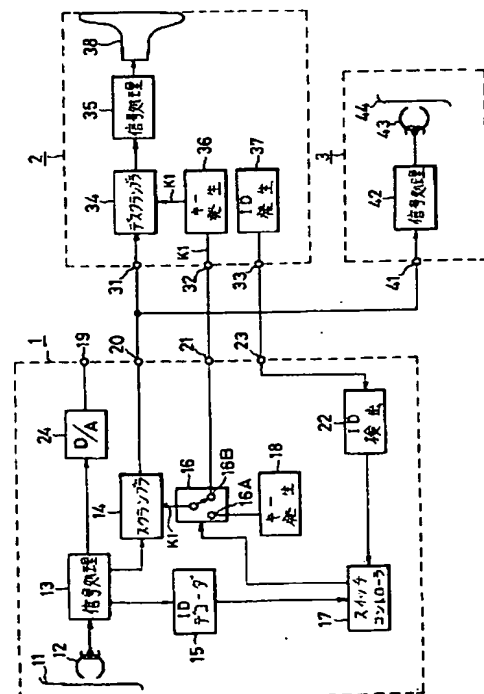 1
11
12
13
信号処理
24
D/A
19
14
スクランブラ
20
15
ID
デコーダ
K1
16
16A
16B
21
18
キー発生
22
ID
検出
23
17
スイッチ
コントローラ
2
31
32
33
34
デスクランブラ
35
信号処理
38
K1
K1
36
キー発生
37
ID発生
3
41
42
信号処理
43
44